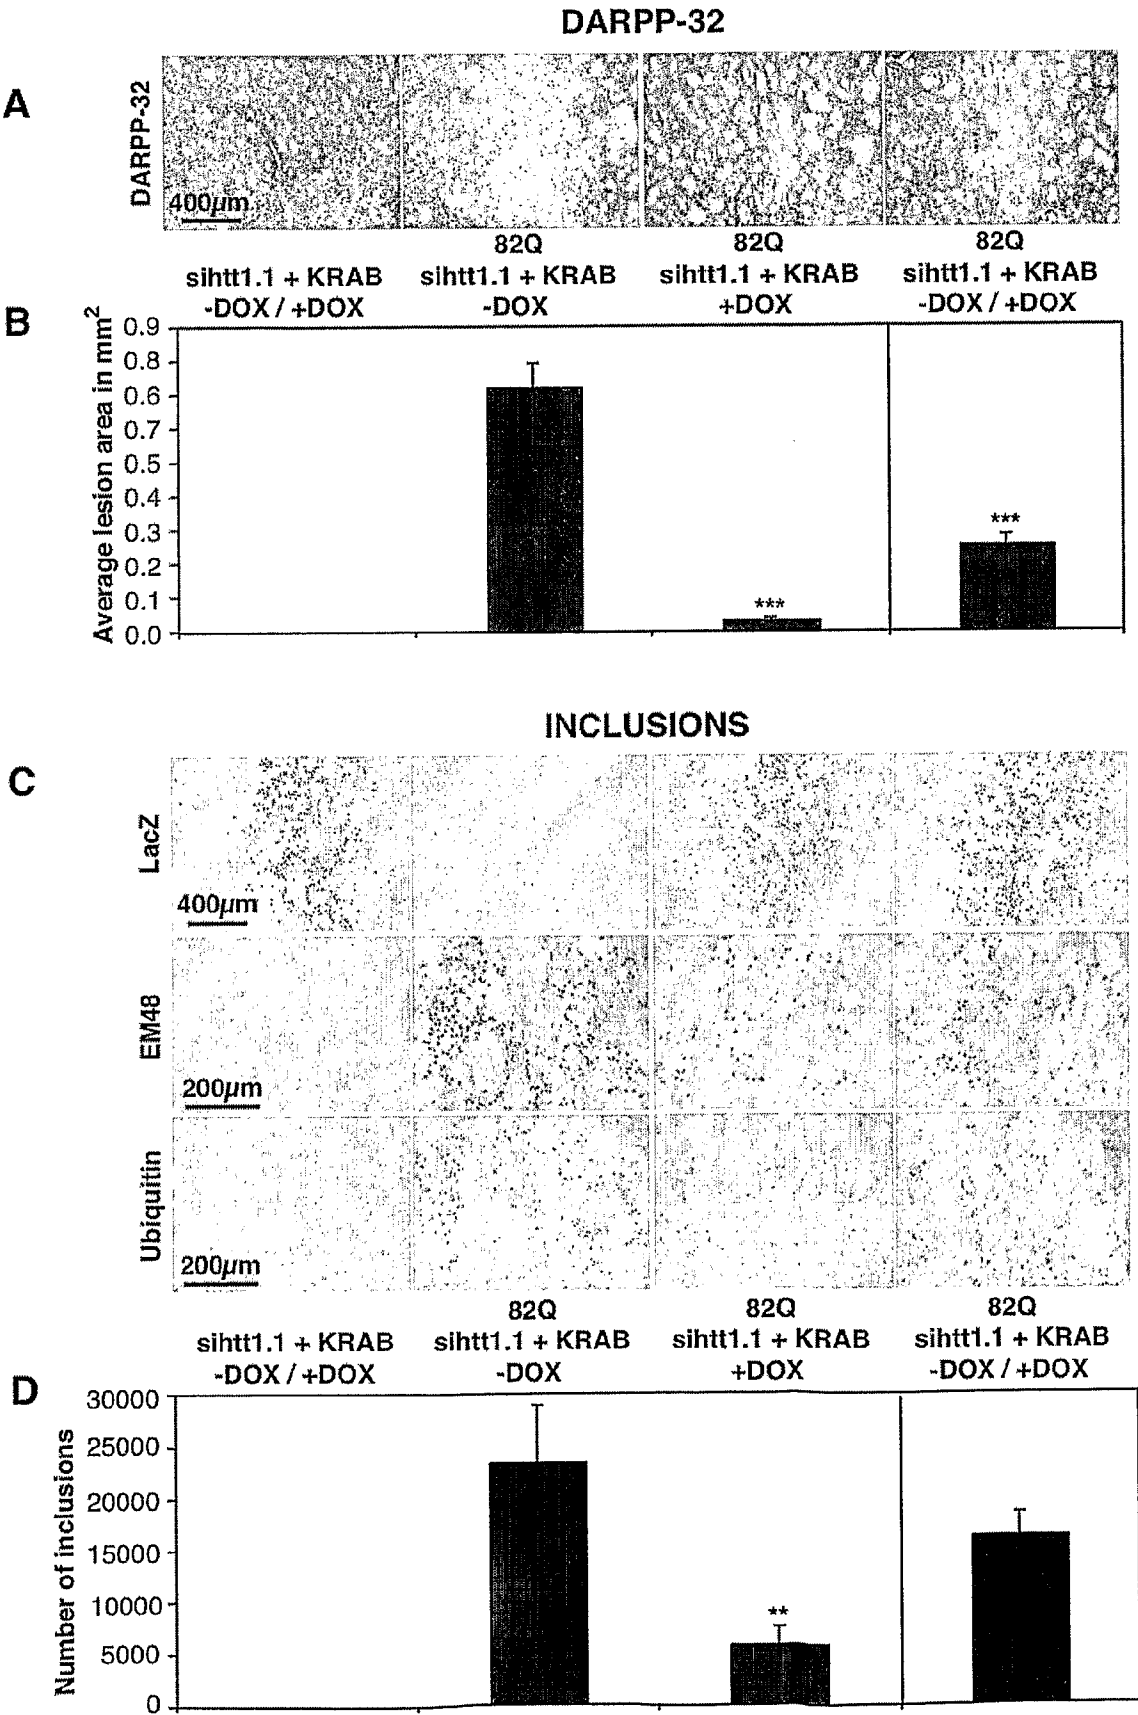 DARPP-32
A
DARPP-32
400µm
82Q 82Q 82Q
sihtt1.1 + KRAB sihtt1.1 + KRAB sihtt1.1 + KRAB sihtt1.1 + KRAB
-DOX / +DOX -DOX +DOX -DOX / +DOX
B
Average lesion area in mm²
0.9
0.8
0.6
0.7
0.5
0.4
0.3
0.2
0.1
0.0
***
***
INCLUSIONS
C
LacZ
400µm
EM48
200µm
Ubiquitin
200µm
82Q 82Q 82Q
sihtt1.1 + KRAB sihtt1.1 + KRAB sihtt1.1 + KRAB sihtt1.1 + KRAB
-DOX / +DOX -DOX +DOX -DOX / +DOX
D
Number of inclusions
30000
25000
20000
15000
10000
5000
0
**